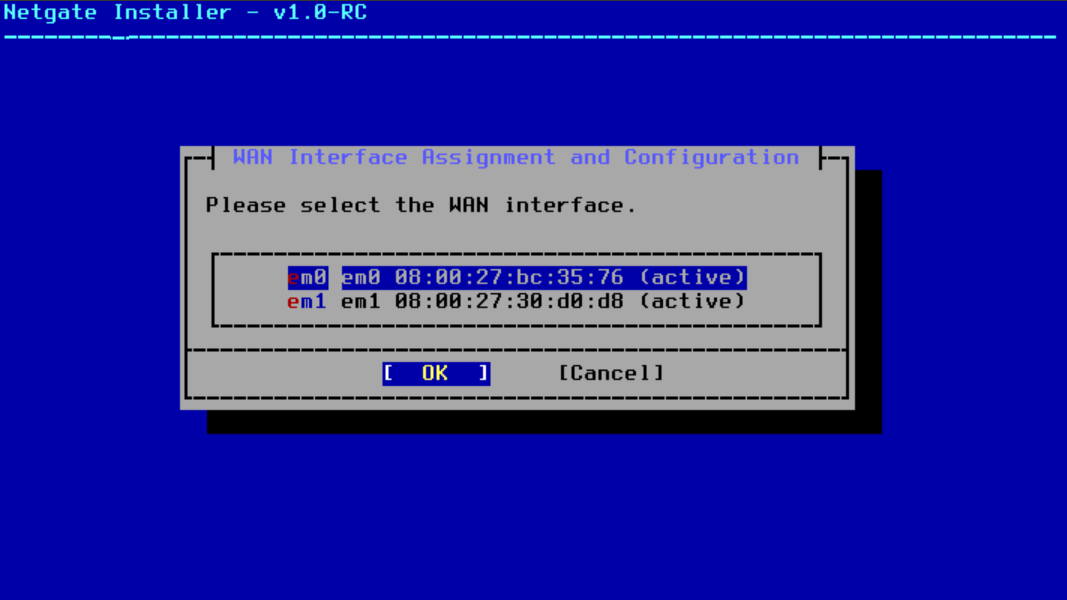 Netgate Installer - v1.0-RC
WAN Interface Assignment and Configuration
Please select the WAN interface.
em0 em0 08:00:27:bc:35:76 (active)
em1 em1 08:00:27:30:d0:d8 (active)
[ OK ] [Cancel]